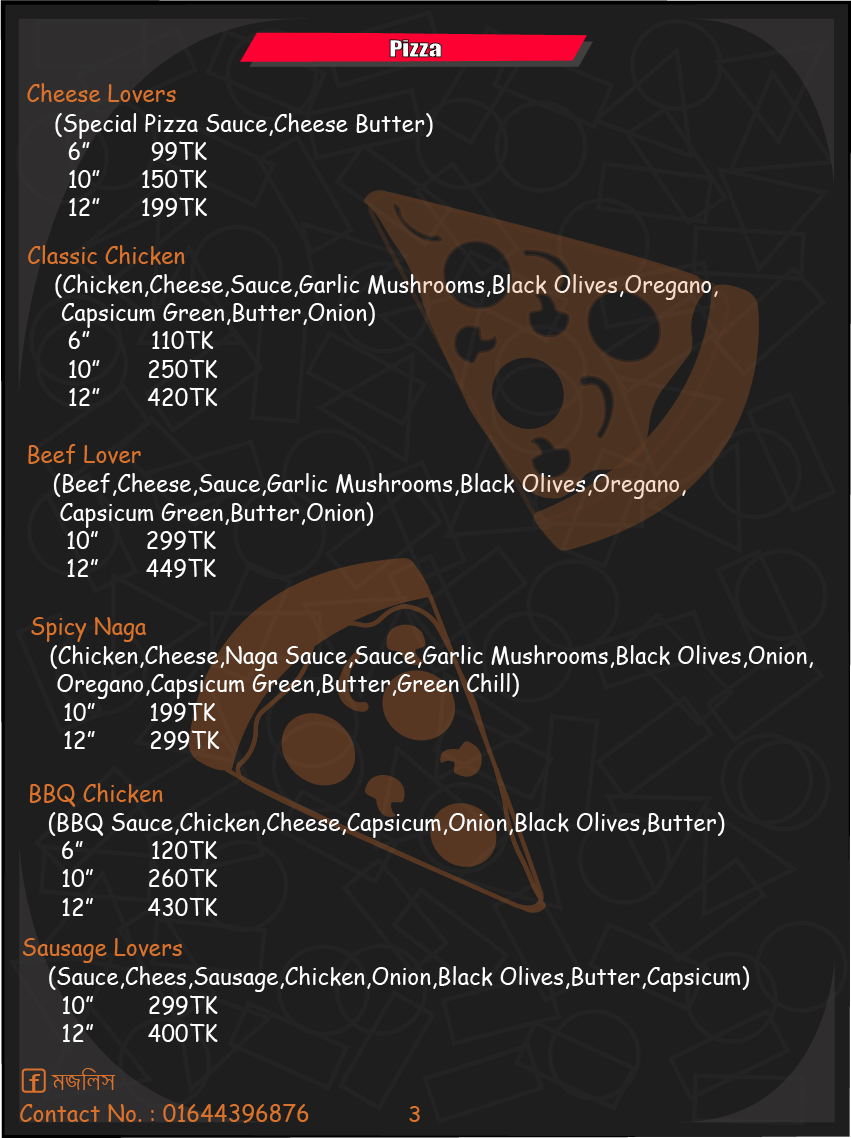 Pizza
Cheese Lovers
(Special Pizza Sauce,Cheese Butter)
6” 99TK
10” 150TK
12” 199TK
Classic Chicken
(Chicken,Cheese,Sauce,Garlic Mushrooms,Black Olives,Oregano,
Capsicum Green,Butter,Onion)
6” 110TK
10” 250TK
12” 420TK
Beef Lover
(Beef,Cheese,Sauce,Garlic Mushrooms,Black Olives,Oregano,
Capsicum Green,Butter,Onion)
10” 299TK
12” 449TK
Spicy Naga
(Chicken,Cheese,Naga Sauce,Sauce,Garlic Mushrooms,Black Olives,Onion,
Oregano,Capsicum Green,Butter,Green Chill)
10” 199TK
12” 299TK
BBQ Chicken
(BBQ Sauce,Chicken,Cheese,Capsicum,Onion,Black Olives,Butter)
6” 120TK
10” 260TK
12” 430TK
Sausage Lovers
(Sauce,Chees,Sausage,Chicken,Onion,Black Olives,Butter,Capsicum)
10” 299TK
12” 400TK
f মজলিস
Contact No. : 01644396876 3